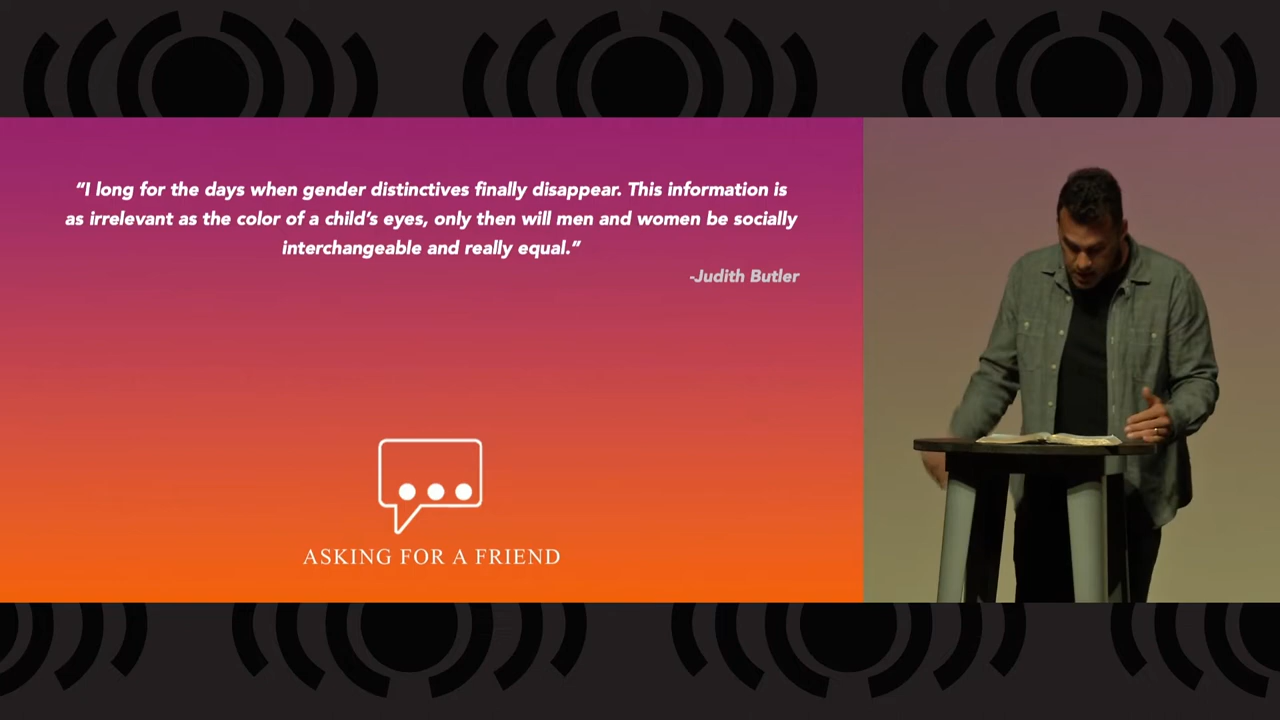 “I long for the days when gender distinctives finally disappear. This information is
as irrelevant as the color of a child’s eyes, only then will men and women be socially
interchangeable and really equal.”
-Judith Butler
ASKING FOR A FRIEND